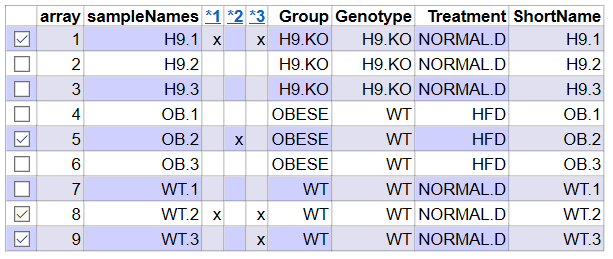 array sampleNames *1 *2 *3 Group Genotype Treatment ShortName
1 H9.1 x x H9.KO H9.KO NORMAL.D H9.1
2 H9.2 H9.KO H9.KO NORMAL.D H9.2
3 H9.3 H9.KO H9.KO NORMAL.D H9.3
4 OB.1 OBESE WT HFD OB.1
5 OB.2 x OBESE WT HFD OB.2
6 OB.3 OBESE WT HFD OB.3
7 WT.1 WT WT NORMAL.D WT.1
8 WT.2 x x WT WT NORMAL.D WT.2
9 WT.3 x WT WT NORMAL.D WT.3